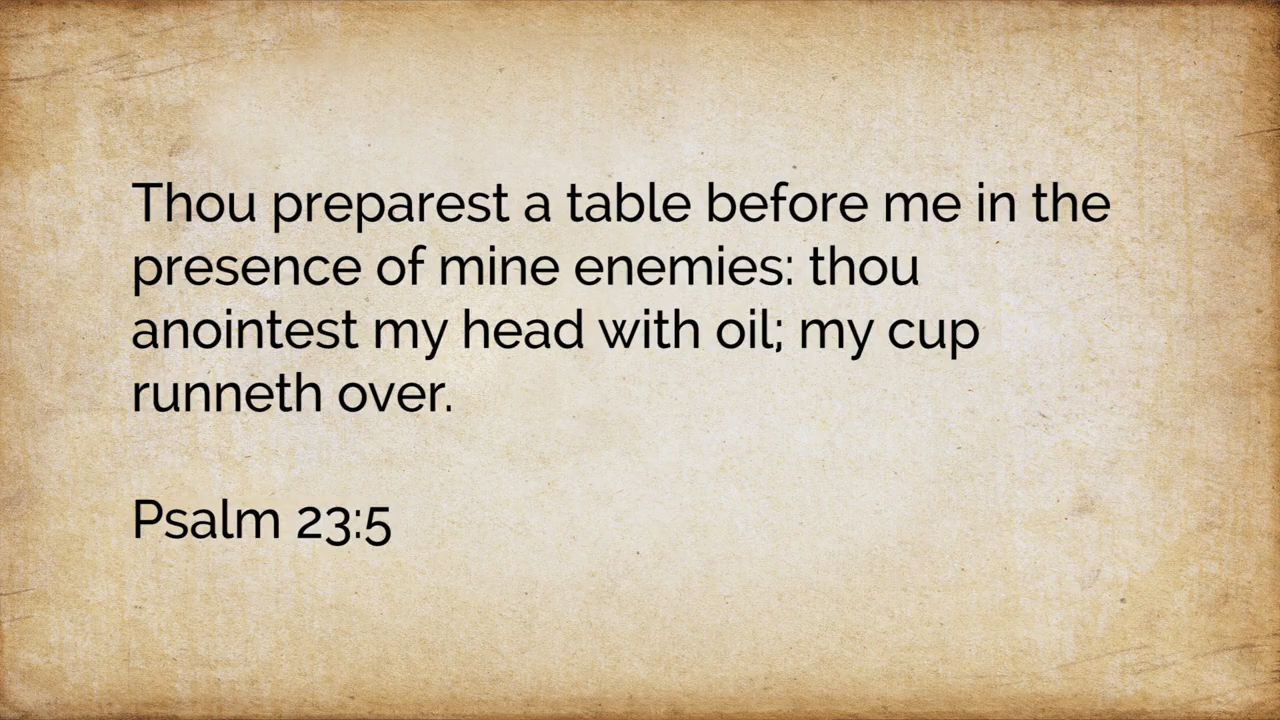 Thou preparest a table before me in the
presence of mine enemies: thou
anointest my head with oil; my cup
runneth over.
Psalm 23:5